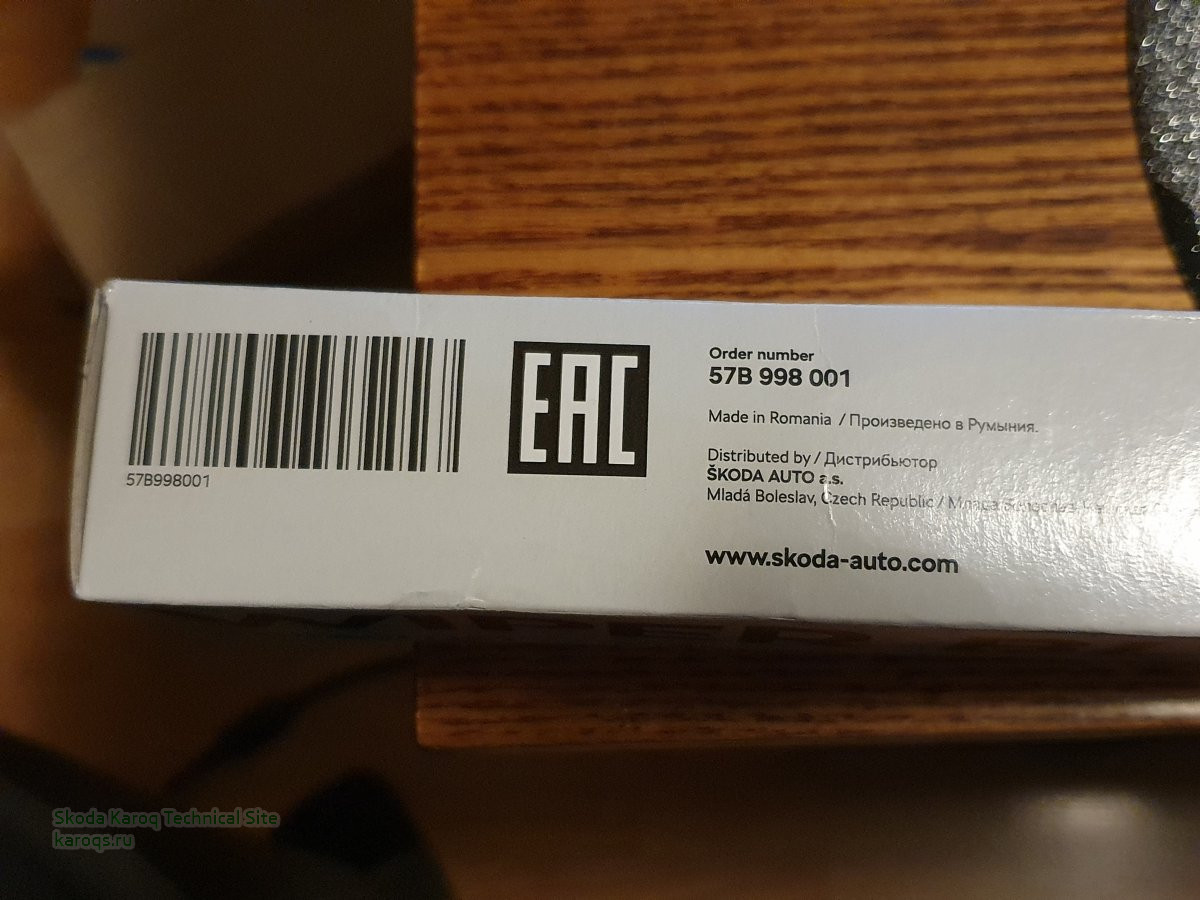 57B998001
EAC
Order number
57B 998 001
Made in Romania / Произведено в Румыния.
Distributed by / Дистрибьютор
ŠKODA AUTO a.s.
Mladá Boleslav, Czech Republic /
www.skoda-auto.com
Skoda Karoq Technical Site
karoqs.ru